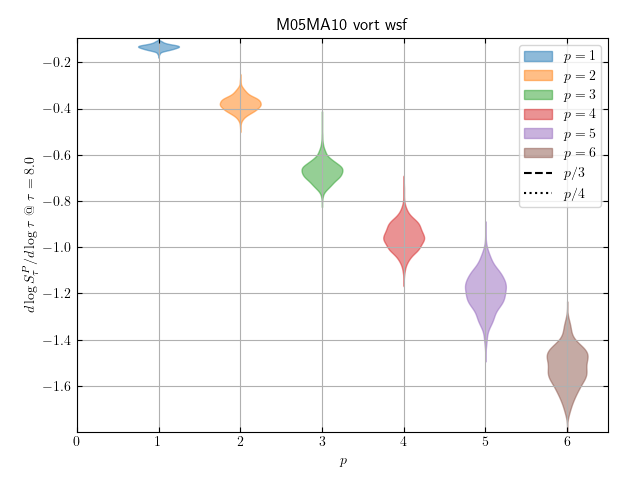 M05MA10 vort wsf
d log S_τ^P / d log τ @ τ = 8.0
−0.2
−0.4
−0.6
−0.8
−1.0
−1.2
−1.4
−1.6
p = 1
p = 2
p = 3
p = 4
p = 5
p = 6
p/3
p/4
0 1 2 3 4 5 6
p